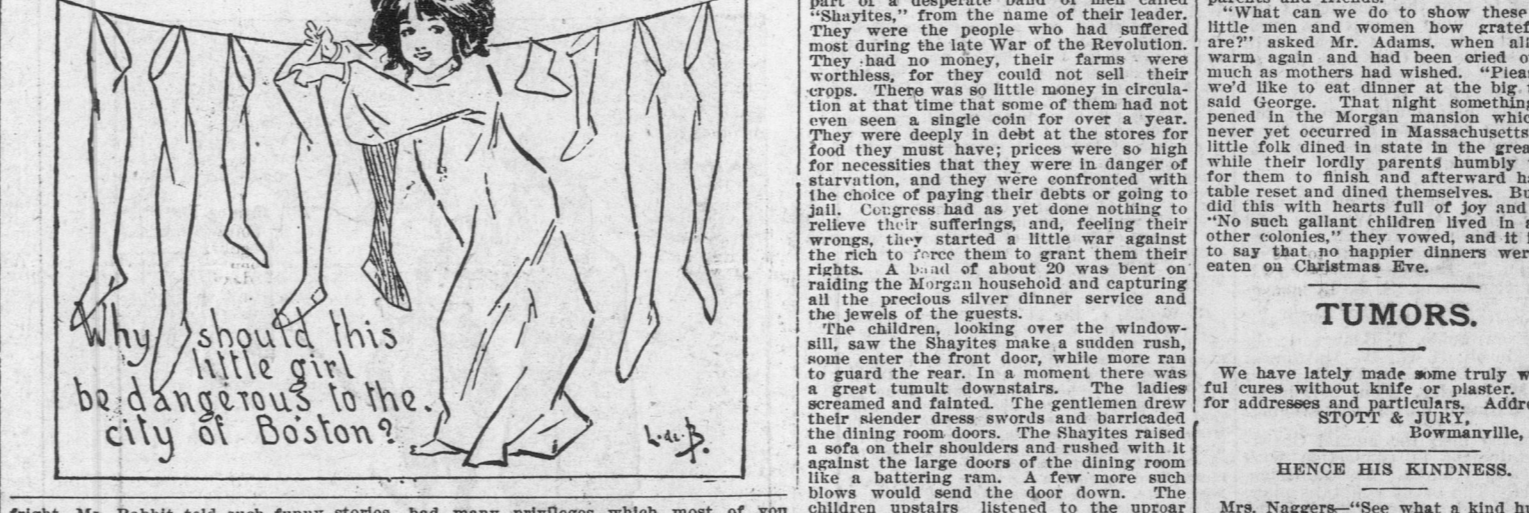 Why should this
little girl
be dangerous to the
city of Boston?
L. de B.
part of a desperate band of men called
"Shayites," from the name of their leader.
They were the people who had suffered
most during the late War of the Revolution.
They had no money, their farms were
worthless, for they could not sell their
crops. There was so little money in circula-
tion at that time that some of them had not
even seen a single coin for over a year.
They were deeply in debt at the stores for
food they must have; prices were so high
for necessities that they were in danger of
starvation, and they were confronted with
the choice of paying their debts or going to
jail. Congress had as yet done nothing to
relieve their sufferings, and, feeling their
wrongs, they started a little war against
the rich to force them to grant them their
rights. A band of about 20 was bent on
raiding the Morgan household and capturing
all the precious silver dinner service and
the jewels of the guests.
The children, looking over the window-
sill, saw the Shayites make a sudden rush,
some enter the front door, while more ran
to guard the rear. In a moment there was
a great tumult downstairs. The ladies
screamed and fainted. The gentlemen drew
their slender dress swords and barricaded
the dining room doors. The Shayites raised
a sofa on their shoulders and rushed with it
against the large doors of the dining room
like a battering ram. A few more such
blows would send the door down. The
children upstairs listened to the uproar
parents and friends.
"What can we do to show these
little men and women how gratef
are?" asked Mr. Adams, when all
warm again and had been cried o
much as mothers had wished. "Pleas
we'd like to eat dinner at the big
said George. That night something
pened in the Morgan mansion whic
never yet occurred in Massachusetts
little folk dined in state in the grea
while their lordly parents humbly
for them to finish and afterward ha
table reset and dined themselves. Bu
did this with hearts full of joy and
"No such gallant children lived in
other colonies," they vowed, and it
to say that no happier dinners wer
eaten on Christmas Eve.
TUMORS.
We have lately made some truly w
ful cures without knife or plaster.
for addresses and particulars. Addre
STOTT & JURY,
Bowmanville,
HENCE HIS KINDNESS.
Mrs. Naggers—"See what a kind hu
fright. Mr. Rabbit told such funny stories, had many privileges which most of you